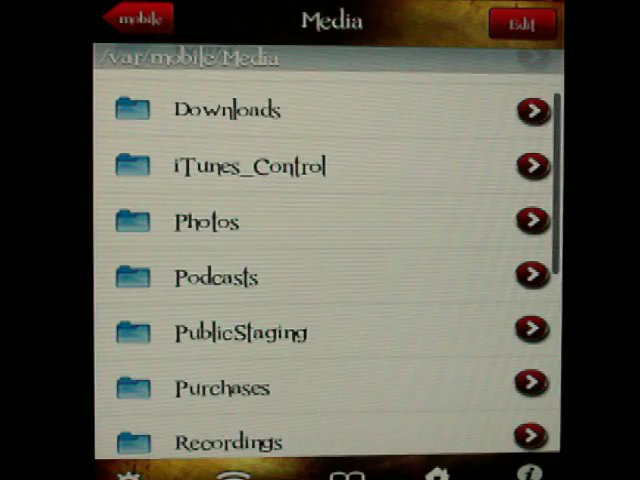 mobile
Media
Edit
/var/mobile/Media
Downloads
iTunes_Control
Photos
Podcasts
PublicStaging
Purchases
Recordings